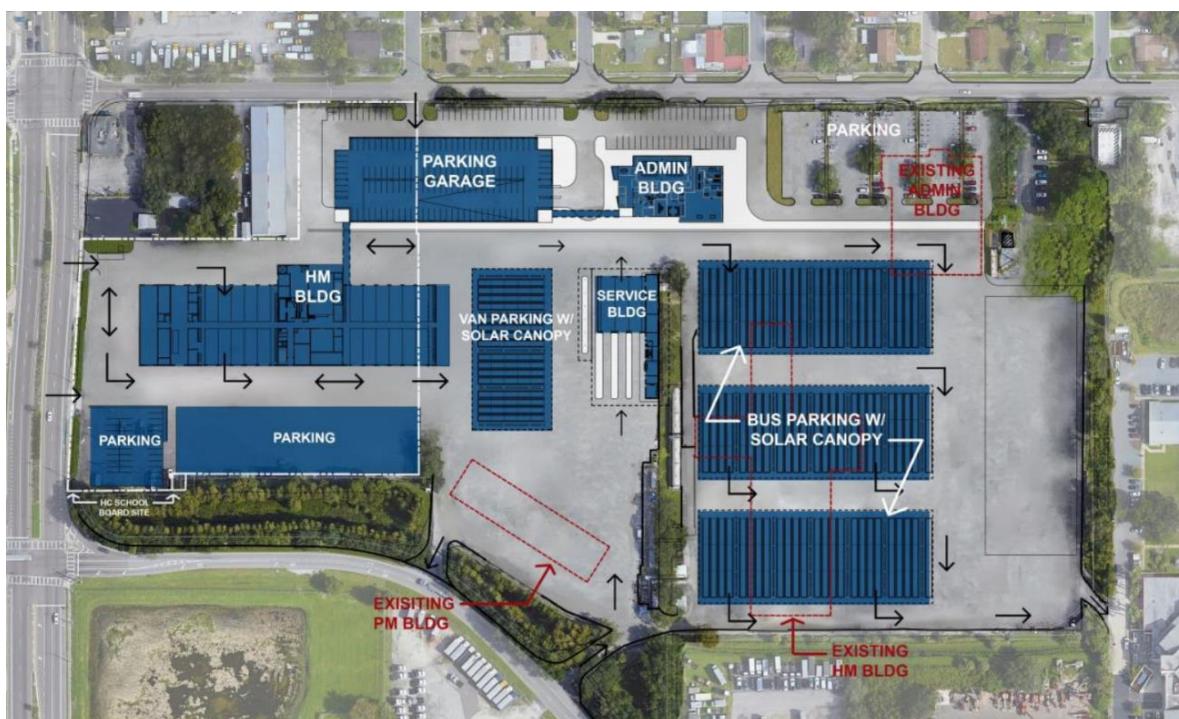 PARKING
GARAGE
ADMIN
BLDG
PARKING
EXISTING
ADMIN
BLDG
HM
BLDG
VAN PARKING W/
SOLAR CANOPY
SERVICE
BLDG
PARKING
PARKING
BUS PARKING W/
SOLAR CANOPY
HC SCHOOL
BOARD SITE
EXISITING
PM BLDG
EXISTING
HM BLDG